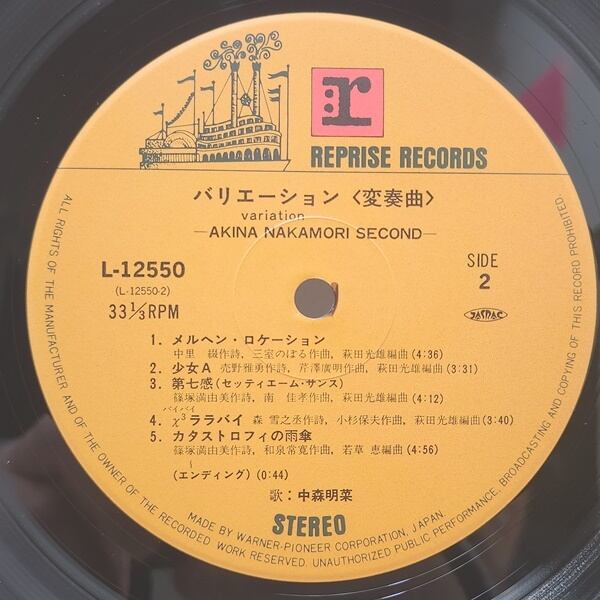 r
REPRISE RECORDS
バリエーション〈変奏曲〉
variation
—AKINA NAKAMORI SECOND—
L-12550
(L-12550-2)
33 1/3 RPM
SIDE
2
JASRAC
1. メルヘン・ロケーション
中里 綴作詩, 三室のぼる作曲, 萩田光雄編曲(4:36)
2. 少女A 売野雅勇作詩, 芹澤廣明作曲, 萩田光雄編曲(3:31)
3. 第七感(セッティエーム・サンス)
篠塚満由美作詩, 南 佳孝作曲, 萩田光雄編曲(4:12)
バイバイ
4. χ³ララバイ 森 雪之丞作詩, 小杉保夫作曲, 萩田光雄編曲(3:40)
5. カタストロフィの雨傘
篠塚満由美作詩, 和泉常寛作曲, 若草 恵編曲(4:56)
~
(エンディング)(0:44)
歌：中森明菜
STEREO
MADE BY WARNER-PIONEER CORPORATION, JAPAN.
ALL RIGHTS OF THE MANUFACTURER AND OF THE OWNER OF THE RECORDED WORK RESERVED. UNAUTHORIZED PUBLIC PERFORMANCE, BROADCASTING AND COPYING OF THIS RECORD PROHIBITED.